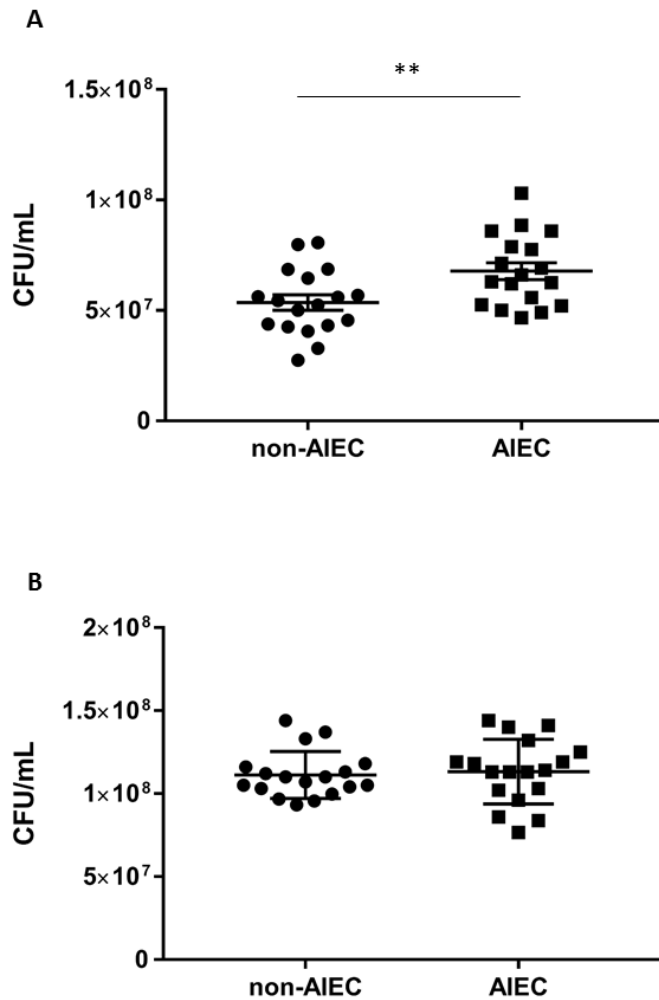 A
**
1.5×10⁸
1×10⁸
5×10⁷
0
CFU/mL
non-AIEC AIEC
B
2×10⁸
1.5×10⁸
1×10⁸
5×10⁷
0
CFU/mL
non-AIEC AIEC